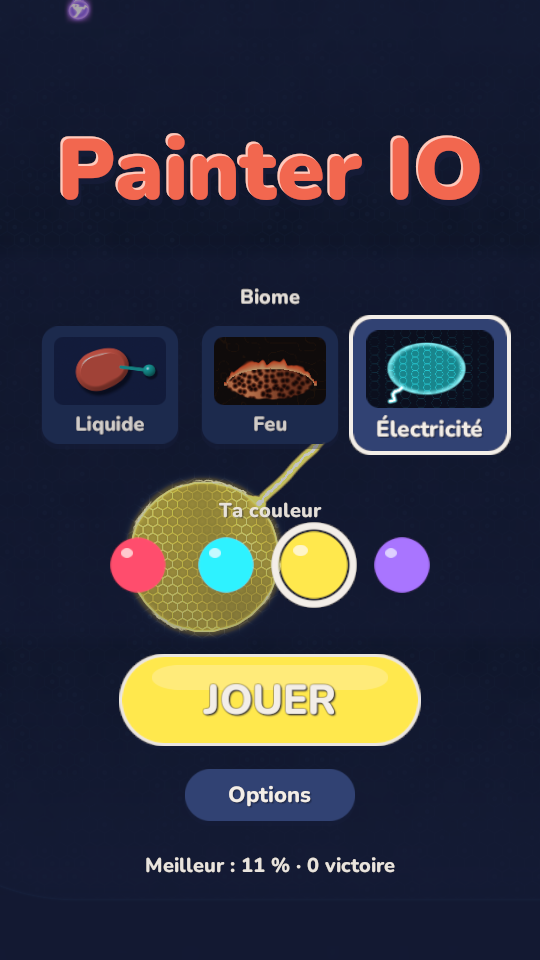 Painter IO
Biome
Liquide
Feu
Électricité
Ta couleur
JOUER
Options
Meilleur : 11 % · 0 victoire